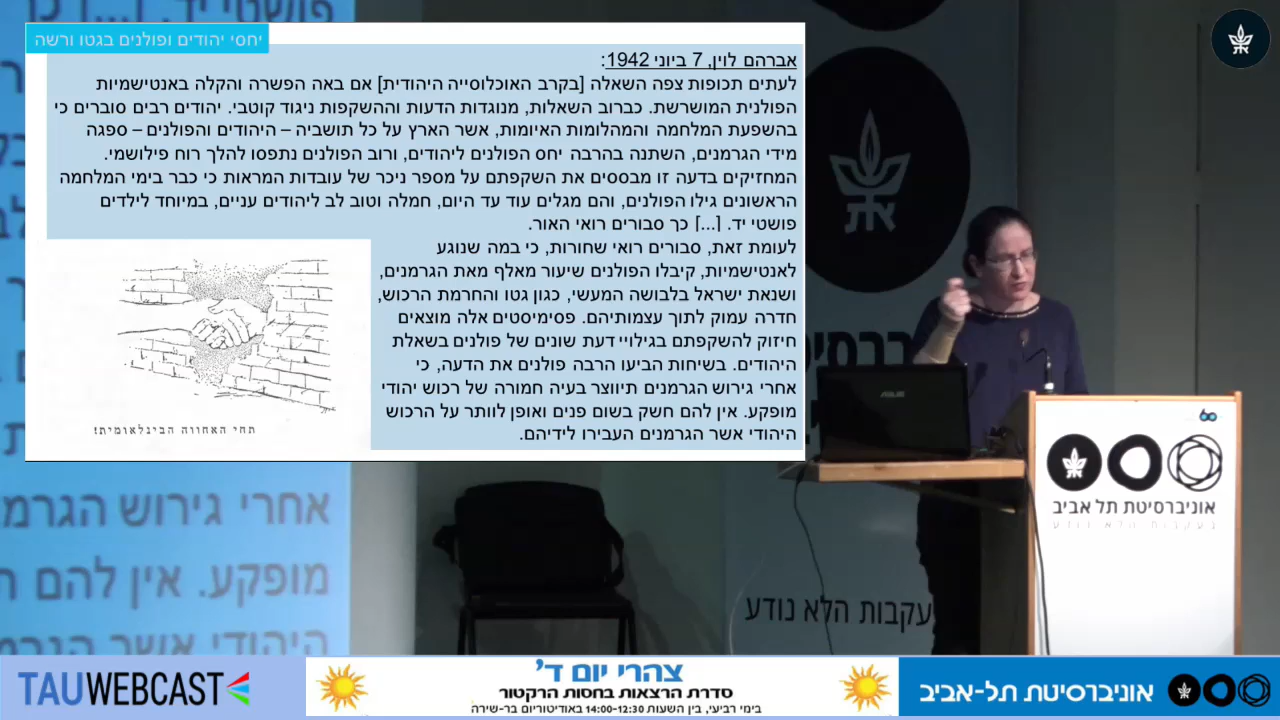 יחסי יהודים ופולנים בגטו ורשה
אברהם לוין, 7 ביוני 1942:
לעתים תכופות צפה השאלה [בקרב האוכלוסייה היהודית] אם באה הפשרה והקלה באנטישמיות
הפולנית המושרשת. כברוב השאלות, מנוגדות הדעות וההשקפות ניגוד קוטבי. יהודים רבים סוברים כי
בהשפעת המלחמה והמהלומות האיומות, אשר הארץ על כל תושביה – היהודים והפולנים – ספגה
מידי הגרמנים, השתנה בהרבה יחס הפולנים ליהודים, ורוב הפולנים נתפסו להלך רוח פילושמי.
המחזיקים בדעה זו מבססים את השקפתם על מספר ניכר של עובדות המראות כי כבר בימי המלחמה
הראשונים גילו הפולנים, והם מגלים עוד עד היום, חמלה וטוב לב ליהודים עניים, במיוחד לילדים
פושטי יד. [...] כך סבורים רואי האור.
לעומת זאת, סבורים רואי שחורות, כי במה שנוגע
לאנטישמיות, קיבלו הפולנים שיעור מאלף מאת הגרמנים,
ושנאת ישראל בלבושה המעשי, כגון גטו והחרמת הרכוש,
חדרה עמוק לתוך עצמותיהם. פסימיסטים אלה מוצאים
חיזוק להשקפתם בגילויי דעת שונים של פולנים בשאלת
היהודים. בשיחות הביעו הרבה פולנים את הדעה, כי
אחרי גירוש הגרמנים תיווצר בעיה חמורה של רכוש יהודי
מופקע. אין להם חשק בשום פנים ואופן לוותר על הרכוש
היהודי אשר הגרמנים העבירו לידיהם.
תחי האחווה הבינלאומית!
פושטי יד. [...] כך
אחרי גירוש הגרמ
מופקע. אין להם ח
היהודי אשר הגרמ
ASUS
אוניברסיטת תל אביב
בעקבות הלא נודע
עקבות הלא נודע
TAUWEBCAST
צהרי יום ד'
סדרת הרצאות בחסות הרקטור
בימי רביעי, בין השעות 14:00-12:30 באודיטוריום בר-שירה
אוניברסיטת תל-אביב